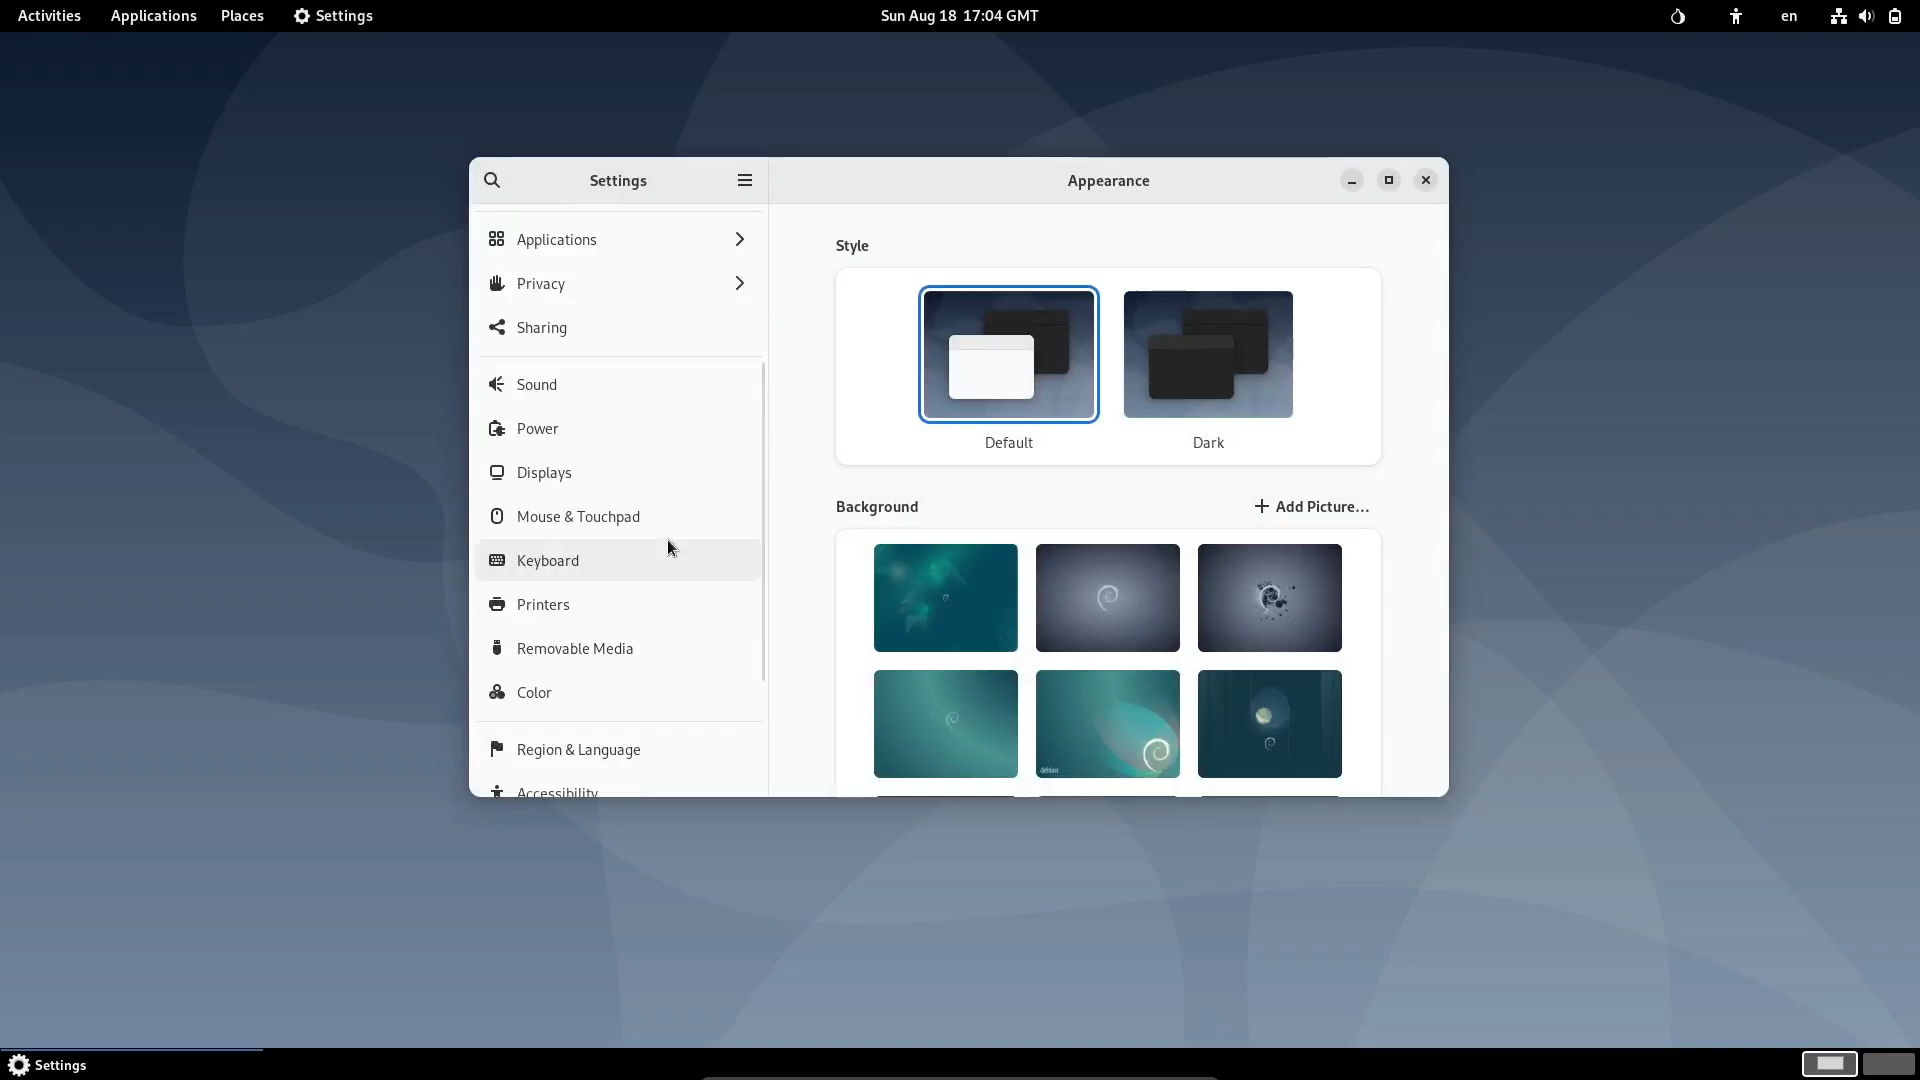 Activities Applications Places Settings Sun Aug 18 17:04 GMT en
Settings
Appearance
Applications
Privacy
Sharing
Sound
Power
Displays
Mouse & Touchpad
Keyboard
Printers
Removable Media
Color
Region & Language
Accessibility
Style
Default Dark
Background + Add Picture...
debian
Settings